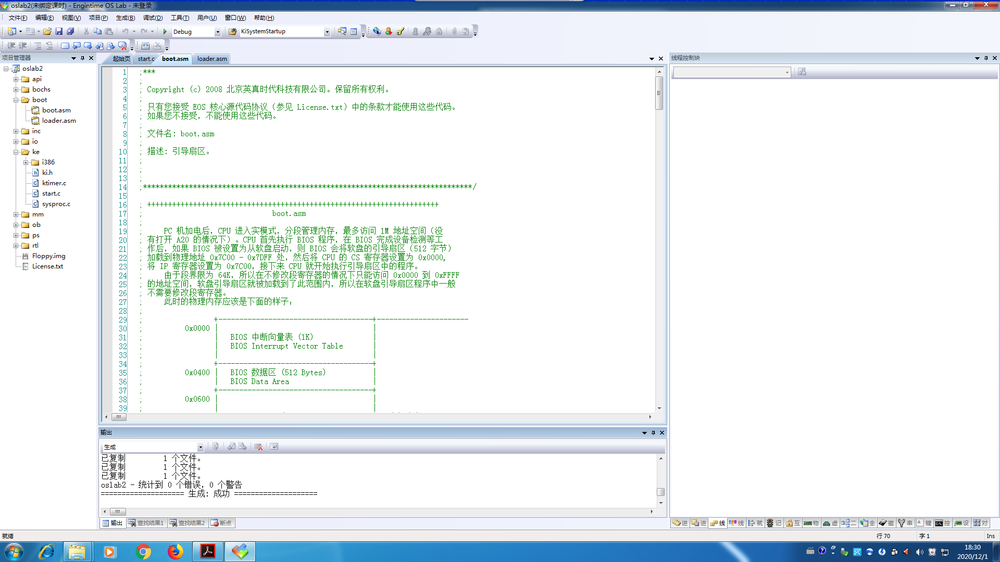 oslab2(未绑定课时) - Engintime OS Lab - 未登录
文件(F) 编辑(E) 视图(V) 项目(P) 生成(B) 调试(D) 工具(T) 用户(U) 窗口(W) 帮助(H)
Debug KiSystemStartup
项目管理器
oslab2
api
bochs
boot
boot.asm
loader.asm
inc
io
ke
i386
ki.h
ktimer.c
start.c
sysproc.c
mm
ob
ps
rtl
Floppy.img
License.txt
起始页 start.c boot.asm loader.asm
1 ;***
2 ;
3 ; Copyright (c) 2008 北京英真时代科技有限公司。保留所有权利。
4 ;
5 ; 只有您接受 EOS 核心源代码协议（参见 License.txt）中的条款才能使用这些代码。
6 ; 如果您不接受，不能使用这些代码。
7 ;
8 ; 文件名: boot.asm
9 ;
10 ; 描述: 引导扇区。
11 ;
12 ;
13 ;
14 ;*******************************************************************************/
15
16 ; ++++++++++++++++++++++++++++++++++++++++++++++++++++++++++++++++++++++
17 ; boot.asm
18 ;
19 ; PC 机加电后，CPU 进入实模式，分段管理内存，最多访问 1M 地址空间（没
20 ; 有打开 A20 的情况下）。CPU 首先执行 BIOS 程序，在 BIOS 完成设备检测等工
21 ; 作后，如果 BIOS 被设置为从软盘启动，则 BIOS 会将软盘的引导扇区（512 字节）
22 ; 加载到物理地址 0x7C00 - 0x7DFF 处，然后将 CPU 的 CS 寄存器设置为 0x0000,
23 ; 将 IP 寄存器设置为 0x7C00，接下来 CPU 就开始执行引导扇区中的程序。
24 ; 由于段界限为 64K，所以在不修改段寄存器的情况下只能访问 0x0000 到 0xFFFF
25 ; 的地址空间，软盘引导扇区就被加载到了此范围内，所以在软盘引导扇区程序中一般
26 ; 不需要修改段寄存器。
27 ; 此时的物理内存应该是下面的样子：
28 ;
29 ; +-------------------------------------+----------------------
30 ; 0x0000 | |
31 ; | BIOS 中断向量表 (1K) |
32 ; | BIOS Interrupt Vector Table |
33 ; | |
34 ; +-------------------------------------+
35 ; 0x0400 | BIOS 数据区 (512 Bytes) |
36 ; | BIOS Data Area |
37 ; +-------------------------------------+
38 ; 0x0600 | |
39 ; | |
线程控制块
输出
生成
已复制 1 个文件。
已复制 1 个文件。
已复制 1 个文件。
oslab2 - 统计到 0 个错误，0 个警告
==================== 生成: 成功 ====================
输出 查找结果1 查找结果2 断点
进 进 线 线 就 记 互 物 虚 二 全 磁 串 键 控 设 对
就绪 行 70 字 1 Ins
18:30
2020/12/1